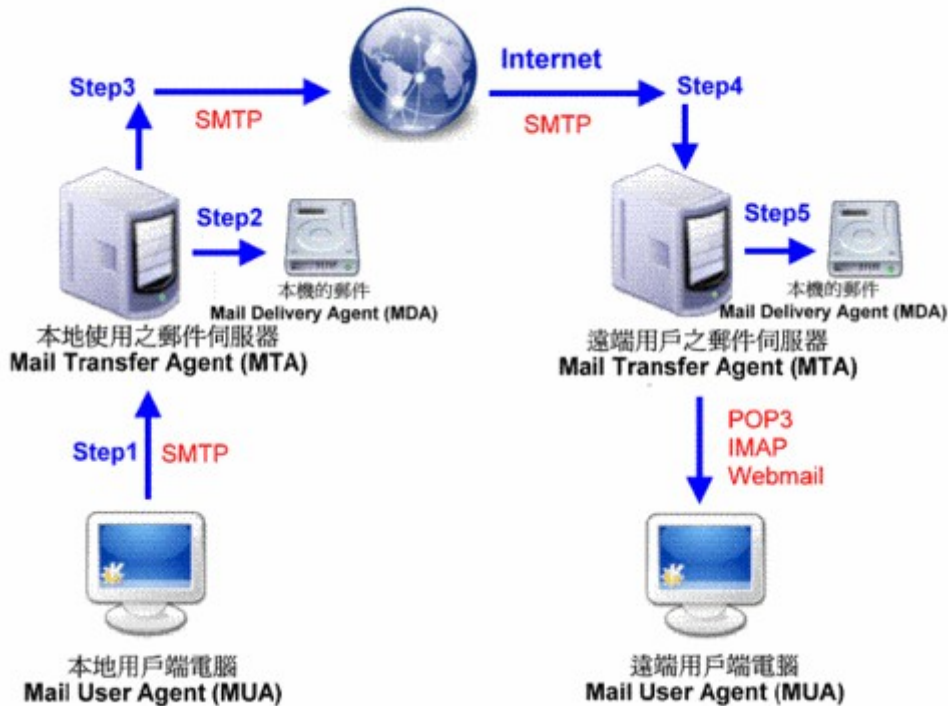 Internet
Step3
SMTP
SMTP
Step4
Step2
本機的郵件
Mail Delivery Agent (MDA)
本地使用之郵件伺服器
Mail Transfer Agent (MTA)
Step5
本機的郵件
Mail Delivery Agent (MDA)
遠端用戶之郵件伺服器
Mail Transfer Agent (MTA)
Step1
SMTP
POP3
IMAP
Webmail
本地用戶端電腦
Mail User Agent (MUA)
遠端用戶端電腦
Mail User Agent (MUA)